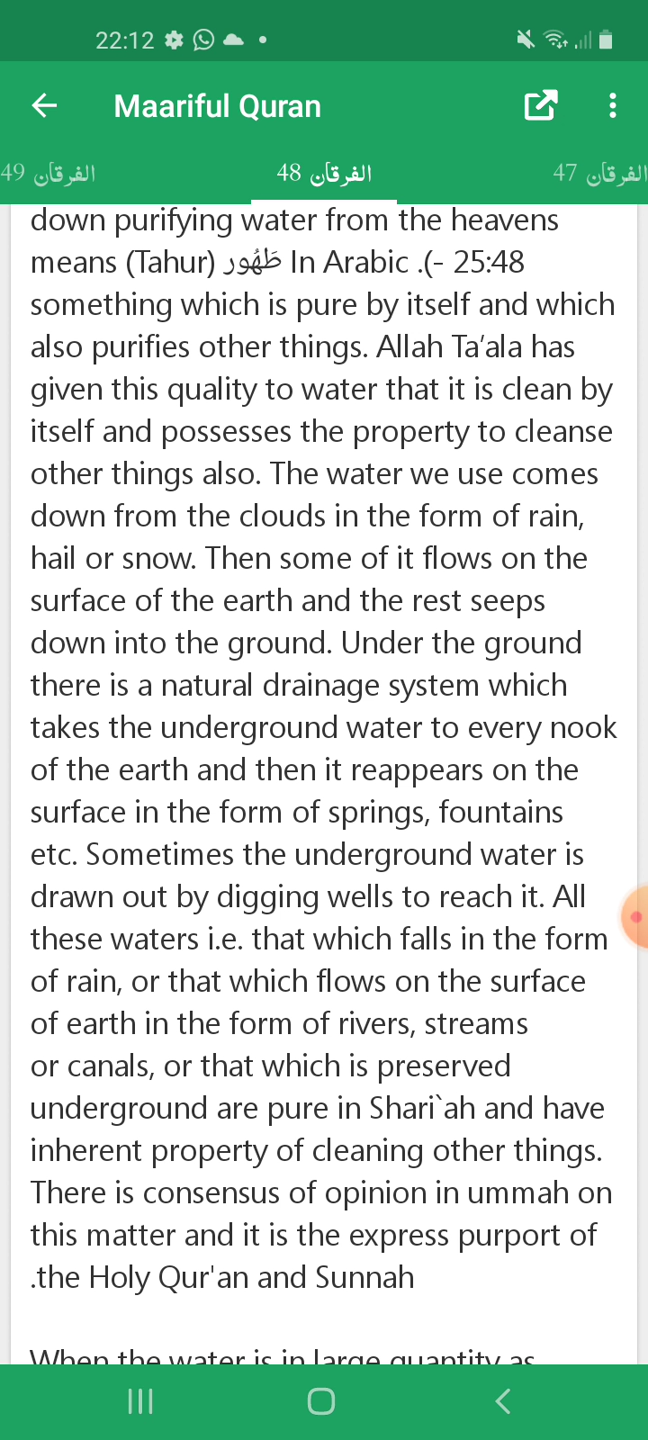 22:12
Maariful Quran
الفرقان 47
الفرقان 48
الفرقان 49
down purifying water from the heavens
means (Tahur) طَهُور In Arabic .(- 25:48
something which is pure by itself and which
also purifies other things. Allah Ta’ala has
given this quality to water that it is clean by
itself and possesses the property to cleanse
other things also. The water we use comes
down from the clouds in the form of rain,
hail or snow. Then some of it flows on the
surface of the earth and the rest seeps
down into the ground. Under the ground
there is a natural drainage system which
takes the underground water to every nook
of the earth and then it reappears on the
surface in the form of springs, fountains
etc. Sometimes the underground water is
drawn out by digging wells to reach it. All
these waters i.e. that which falls in the form
of rain, or that which flows on the surface
of earth in the form of rivers, streams
or canals, or that which is preserved
underground are pure in Shari`ah and have
inherent property of cleaning other things.
There is consensus of opinion in ummah on
this matter and it is the express purport of
.the Holy Qur'an and Sunnah
When the water is in large quantity as